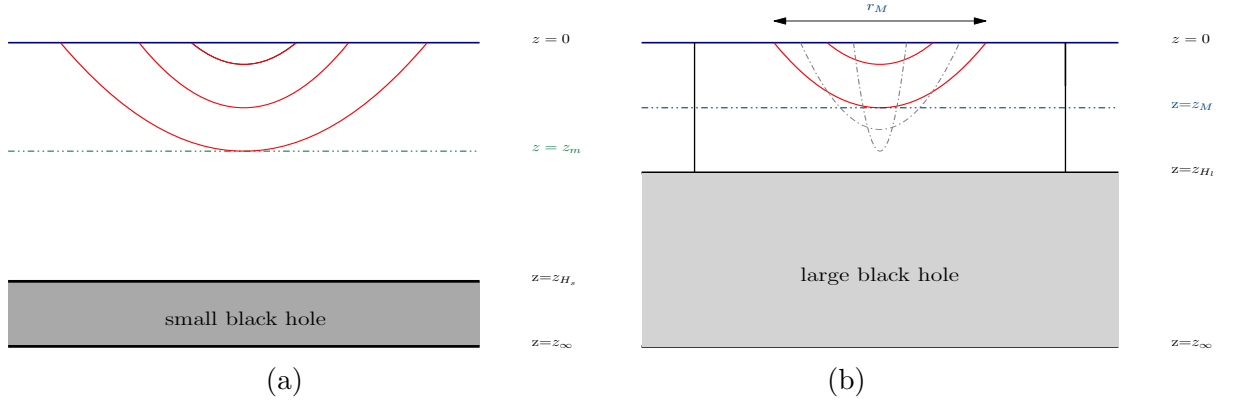 z = 0
z = z_m
z=z_{H_s}
small black hole
z=z_∞
(a)
r_M
z = 0
z=z_M
z=z_{H_l}
large black hole
z=z_∞
(b)